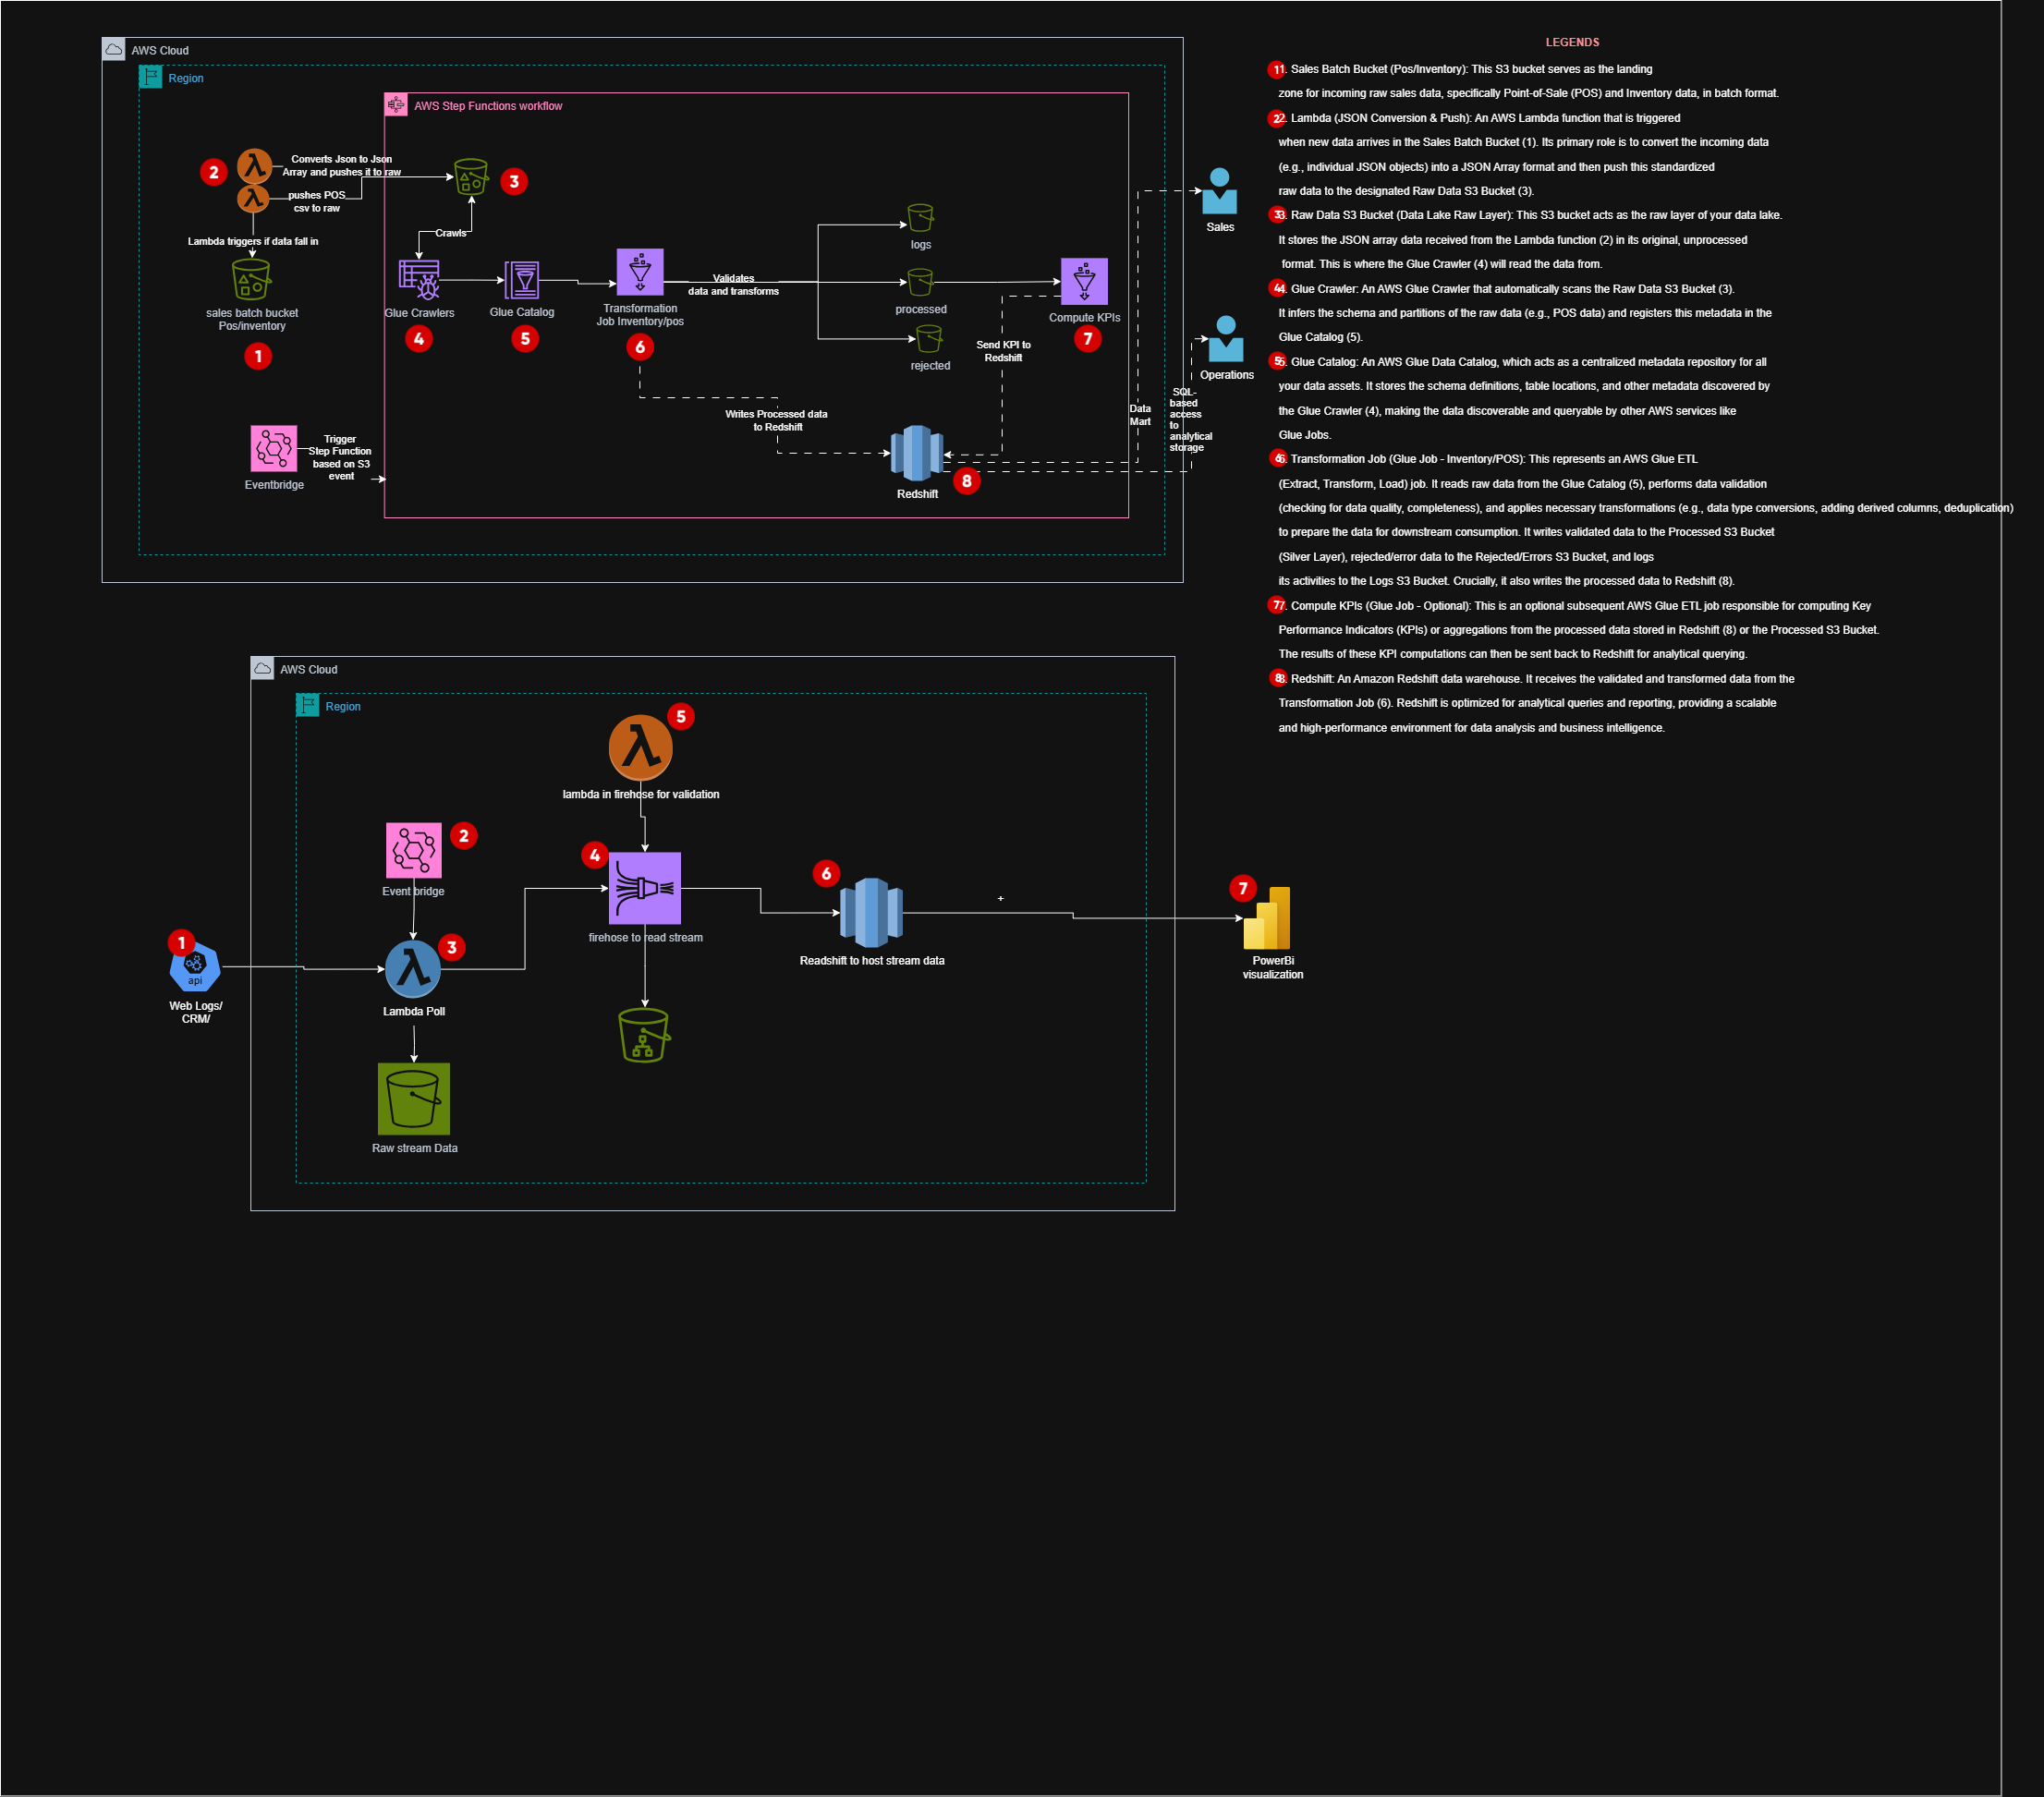 AWS Cloud
Region
AWS Step Functions workflow
2
Converts Json to Json
Array and pushes it to raw
pushes POS
csv to raw
3
Lambda triggers if data fall in
sales batch bucket
Pos/inventory
1
Crawls
Glue Crawlers
4
Glue Catalog
5
Transformation
Job Inventory/pos
6
Validates
data and transforms
logs
processed
rejected
Compute KPIs
7
Send KPI to
Redshift
Writes Processed data
to Redshift
Redshift
8
Eventbridge
Trigger
Step Function
based on S3
event
Data
Mart
SQL-
based
access
to
analytical
storage
Sales
Operations
LEGENDS
1 1. Sales Batch Bucket (Pos/Inventory): This S3 bucket serves as the landing
zone for incoming raw sales data, specifically Point-of-Sale (POS) and Inventory data, in batch format.
2 2. Lambda (JSON Conversion & Push): An AWS Lambda function that is triggered
when new data arrives in the Sales Batch Bucket (1). Its primary role is to convert the incoming data
(e.g., individual JSON objects) into a JSON Array format and then push this standardized
raw data to the designated Raw Data S3 Bucket (3).
3 3. Raw Data S3 Bucket (Data Lake Raw Layer): This S3 bucket acts as the raw layer of your data lake.
It stores the JSON array data received from the Lambda function (2) in its original, unprocessed
format. This is where the Glue Crawler (4) will read the data from.
4 4. Glue Crawler: An AWS Glue Crawler that automatically scans the Raw Data S3 Bucket (3).
It infers the schema and partitions of the raw data (e.g., POS data) and registers this metadata in the
Glue Catalog (5).
5 5. Glue Catalog: An AWS Glue Data Catalog, which acts as a centralized metadata repository for all
your data assets. It stores the schema definitions, table locations, and other metadata discovered by
the Glue Crawler (4), making the data discoverable and queryable by other AWS services like
Glue Jobs.
6 6. Transformation Job (Glue Job - Inventory/POS): This represents an AWS Glue ETL
(Extract, Transform, Load) job. It reads raw data from the Glue Catalog (5), performs data validation
(checking for data quality, completeness), and applies necessary transformations (e.g., data type conversions, adding derived columns, deduplication)
to prepare the data for downstream consumption. It writes validated data to the Processed S3 Bucket
(Silver Layer), rejected/error data to the Rejected/Errors S3 Bucket, and logs
its activities to the Logs S3 Bucket. Crucially, it also writes the processed data to Redshift (8).
7 7. Compute KPIs (Glue Job - Optional): This is an optional subsequent AWS Glue ETL job responsible for computing Key
Performance Indicators (KPIs) or aggregations from the processed data stored in Redshift (8) or the Processed S3 Bucket.
The results of these KPI computations can then be sent back to Redshift for analytical querying.
8 8. Redshift: An Amazon Redshift data warehouse. It receives the validated and transformed data from the
Transformation Job (6). Redshift is optimized for analytical queries and reporting, providing a scalable
and high-performance environment for data analysis and business intelligence.
AWS Cloud
Region
5
lambda in firehose for validation
2
Event bridge
4
firehose to read stream
6
Readshift to host stream data
+
7
PowerBi
visualization
1
api
Web Logs/
CRM/
3
Lambda Poll
Raw stream Data